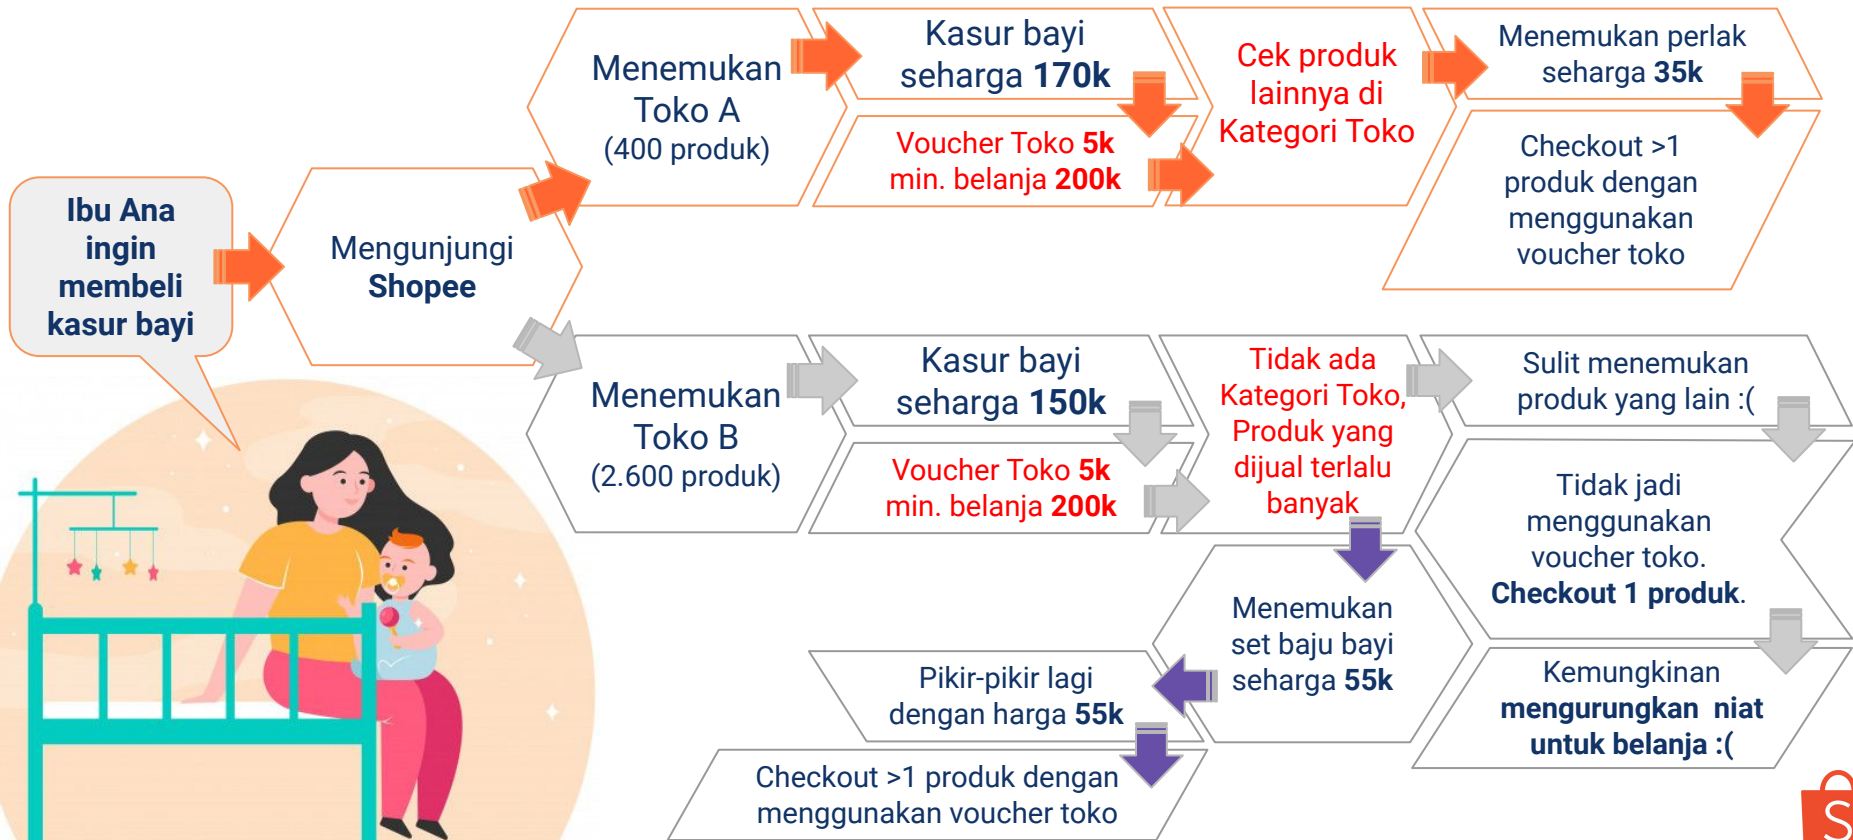 Ibu Ana
ingin
membeli
kasur bayi
Mengunjungi
Shopee
Menemukan
Toko A
(400 produk)
Kasur bayi
seharga 170k
Voucher Toko 5k
min. belanja 200k
Cek produk
lainnya di
Kategori Toko
Menemukan perlak
seharga 35k
Checkout >1
produk dengan
menggunakan
voucher toko
Menemukan
Toko B
(2.600 produk)
Kasur bayi
seharga 150k
Voucher Toko 5k
min. belanja 200k
Tidak ada
Kategori Toko,
Produk yang
dijual terlalu
banyak
Sulit menemukan
produk yang lain :(
Tidak jadi
menggunakan
voucher toko.
Checkout 1 produk.
Kemungkinan
mengurungkan niat
untuk belanja :(
Menemukan
set baju bayi
seharga 55k
Pikir-pikir lagi
dengan harga 55k
Checkout >1 produk dengan
menggunakan voucher toko
S